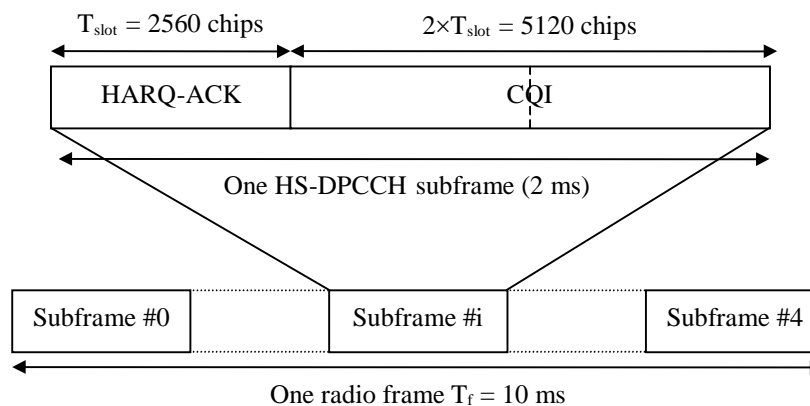 T_slot = 2560 chips
2×T_slot = 5120 chips
HARQ-ACK
CQI
One HS-DPCCH subframe (2 ms)
Subframe #0
Subframe #i
Subframe #4
One radio frame T_f = 10 ms